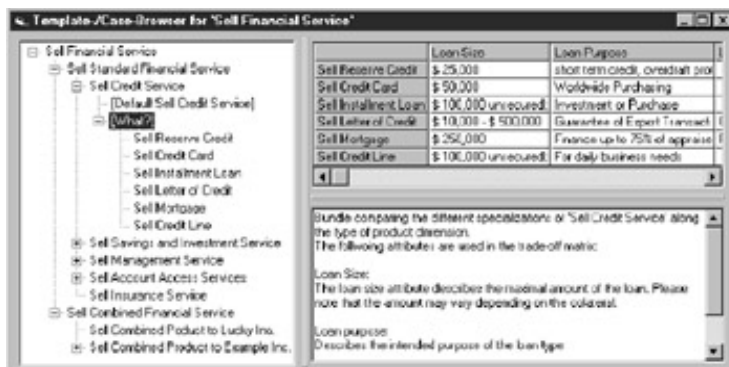 Template-/Case-Browser for 'Sell Financial Service'
Sell Financial Service
Sell Standard Financial Service
Sell Credit Service
[Default Sell Credit Service]
[What?]
Sell Reserve Credit
Sell Credit Card
Sell Installment Loan
Sell Letter of Credit
Sell Mortgage
Sell Credit Line
Sell Savings and Investment Service
Sell Management Service
Sell Account Access Services
Sell Insurance Service
Sell Combined Financial Service
Sell Combined Poduct to Lucky Inc.
Sell Combined Product to Example Inc.
Loan Size Loan Purpose
Sell Reserve Credit $ 25,000 short term credit, overdraft prot
Sell Credit Card $ 50,000 Worldwide Purchasing
Sell Installment Loan $ 100,000 unsecured; Investment or Purchase
Sell Letter of Credit $ 10,000 - $ 500,000 Guarantee of Export Transact
Sell Mortgage $ 256,000 Finance up to 75% of appraise
Sell Credit Line $ 100,000 unsecured; For daily business needs
Bundle comparing the different specializations of 'Sell Credit Service' along
the type of product dimension.
The following attributes are used in the trade-off matrix:
Loan Size:
The loan size attribute describes the maximal amount of the loan. Please
note that the amount may vary depending on the collateral.
Loan purpose:
Describes the intended purpose of the loan type